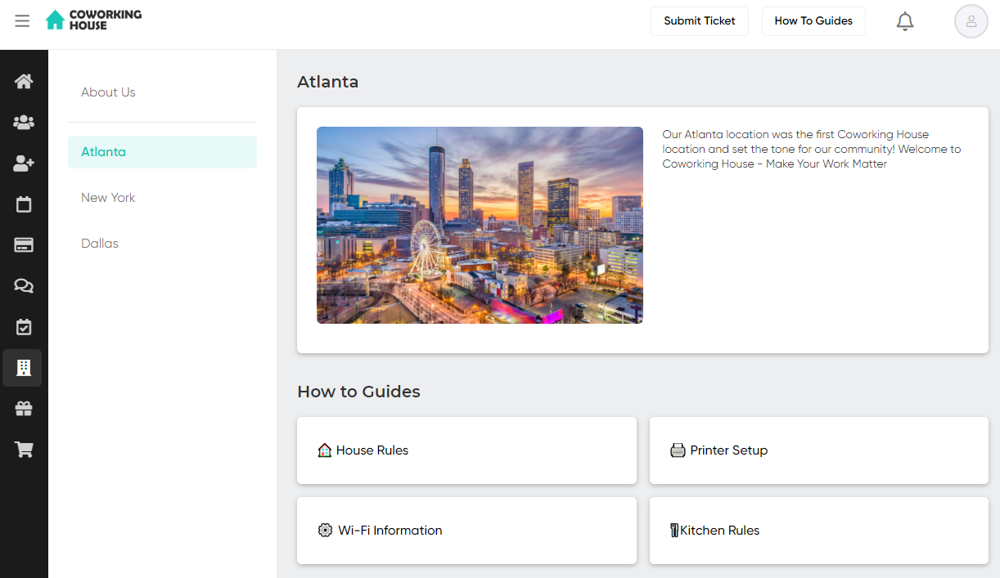 COWORKING
HOUSE
Submit Ticket
How To Guides
About Us
Atlanta
New York
Dallas
Atlanta
Our Atlanta location was the first Coworking House
location and set the tone for our community! Welcome to
Coworking House - Make Your Work Matter
How to Guides
House Rules
Printer Setup
Wi-Fi Information
Kitchen Rules